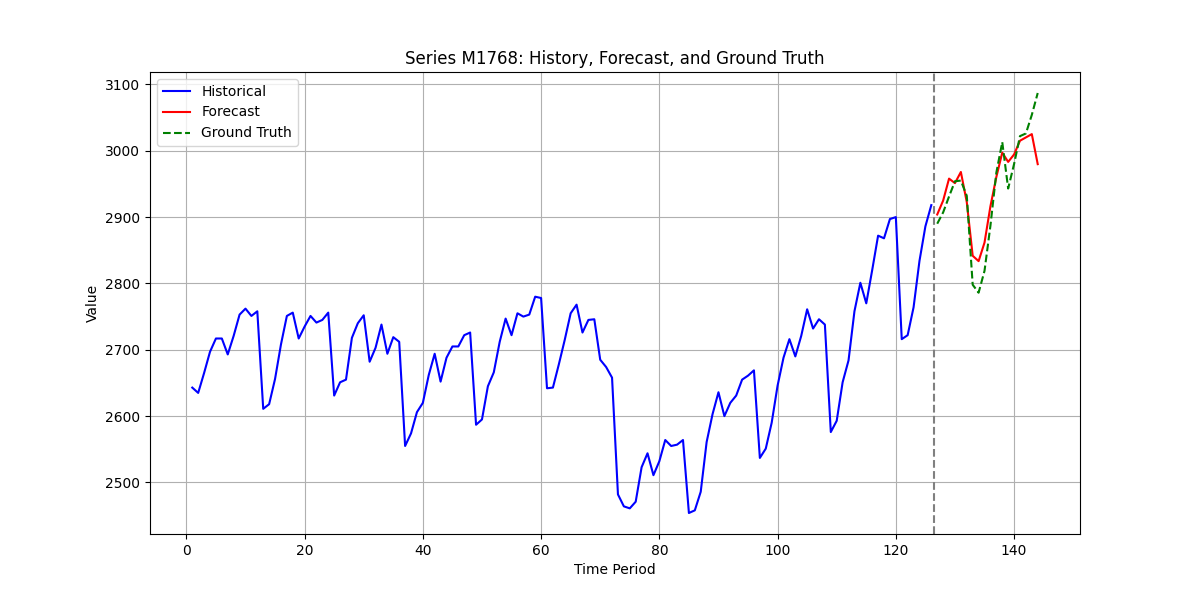 Series M1768: History, Forecast, and Ground Truth
Historical
Forecast
Ground Truth
3100
3000
2900
2800
2700
2600
2500
Value
0 20 40 60 80 100 120 140
Time Period